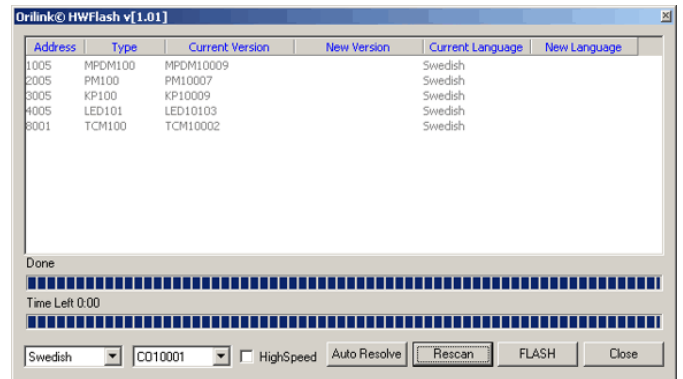 Orilink© HWFlash v[1.01]
Address Type Current Version New Version Current Language New Language
1005 MPDM100 MPDM10009 Swedish
2005 PM100 PM10007 Swedish
3005 KP100 KP10009 Swedish
4005 LED101 LED10103 Swedish
8001 TCM100 TCM10002 Swedish
Done
Time Left 0:00
Swedish CO10001 HighSpeed Auto Resolve Rescan FLASH Close